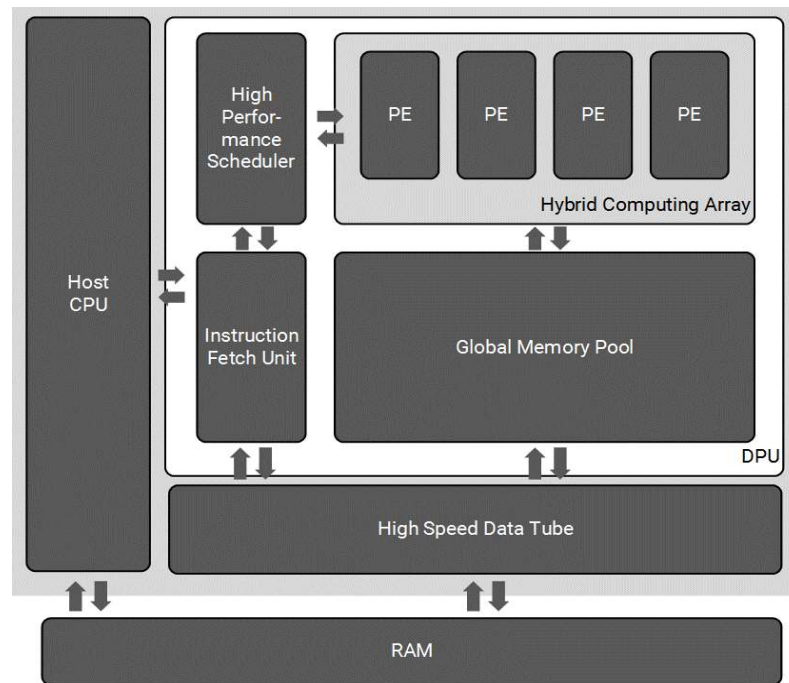 High
Perfor-
mance
Scheduler
PE
PE
PE
PE
Hybrid Computing Array
Host
CPU
Instruction
Fetch Unit
Global Memory Pool
DPU
High Speed Data Tube
RAM